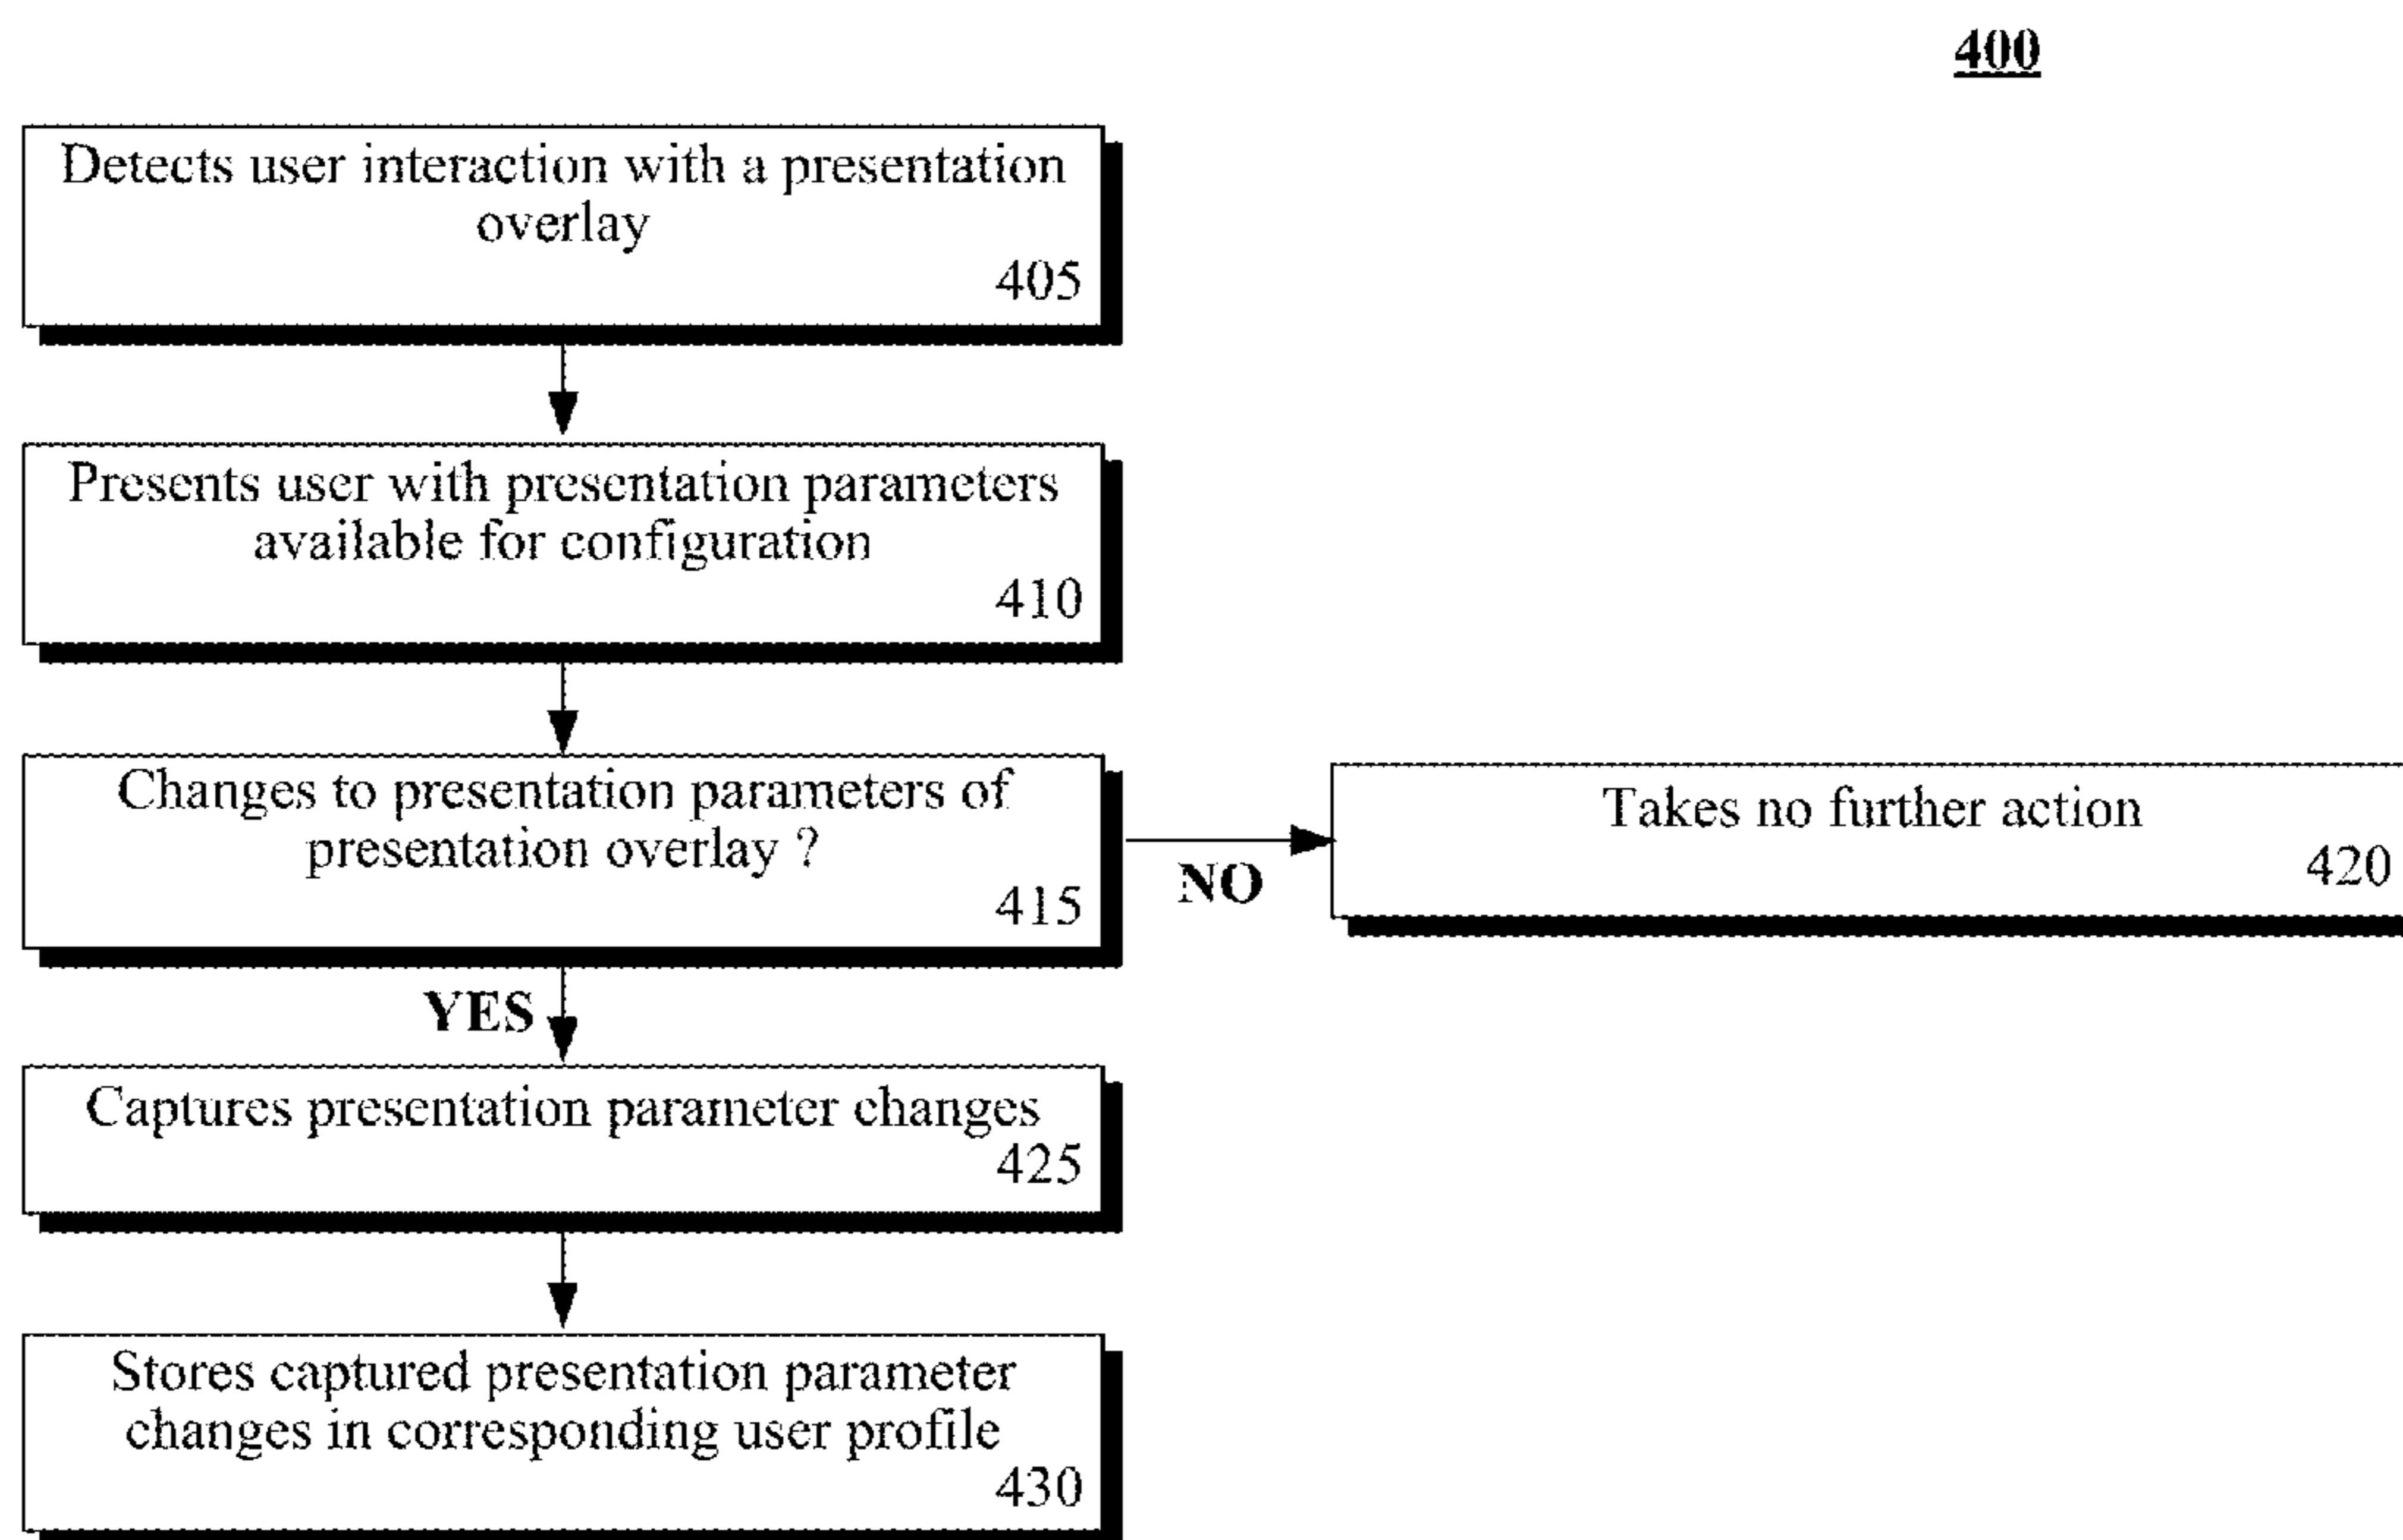 400
Detects user interaction with a presentation
overlay
405
Presents user with presentation parameters
available for configuration
410
Changes to presentation parameters of
presentation overlay ?
415
NO
Takes no further action
420
YES
Captures presentation parameter changes
425
Stores captured presentation parameter
changes in corresponding user profile
430